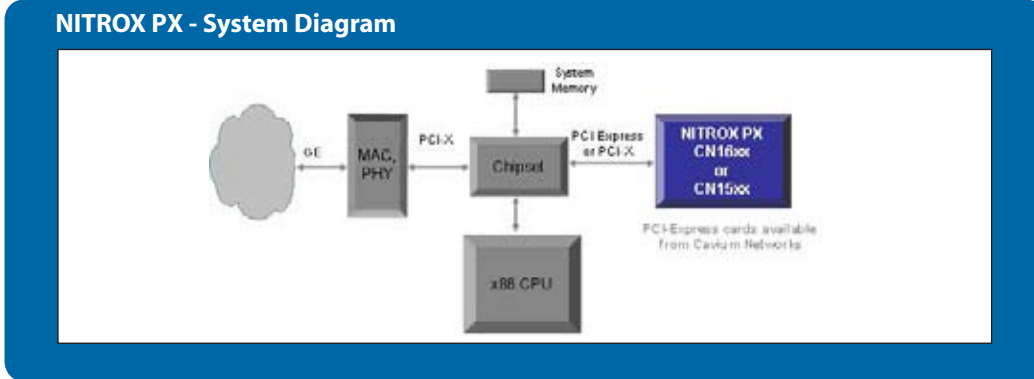 NITROX PX - System Diagram
System
Memory
GE
MAC,
PHY
PCI-X
Chipset
PCI Express
or PCI-X
NITROX PX
CN16xx
or
CN15xx
PCI-Express cards available
from Cavium Networks
x86 CPU